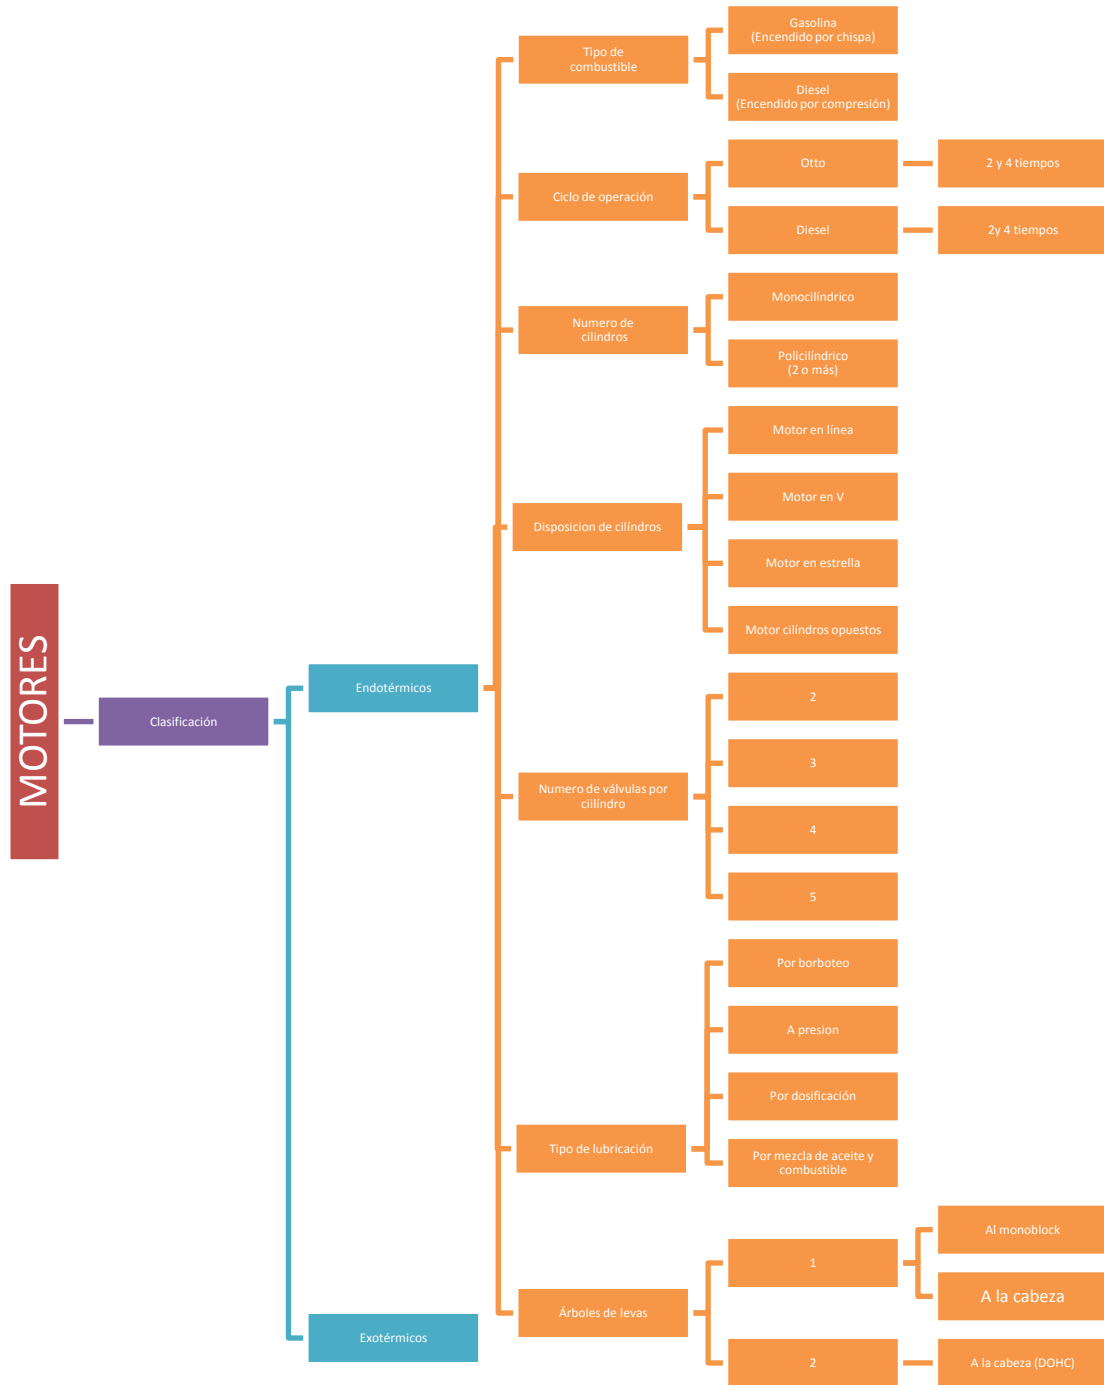 MOTORES
Clasificación
Endotérmicos
Tipo de
combustible
Gasolina
(Encendido por chispa)
Diesel
(Encendido por compresión)
Ciclo de operación
Otto
2 y 4 tiempos
Diesel
2y 4 tiempos
Numero de
cilindros
Monocilíndrico
Policilíndrico
(2 o más)
Disposicion de cilíndros
Motor en línea
Motor en V
Motor en estrella
Motor cilíndros opuestos
Numero de válvulas por
ciilíndro
2
3
4
5
Tipo de lubricación
Por borboteo
A presion
Por dosificación
Por mezcla de aceite y
combustible
Árboles de levas
1
Al monoblock
A la cabeza
2
A la cabeza (DOHC)
Exotérmicos